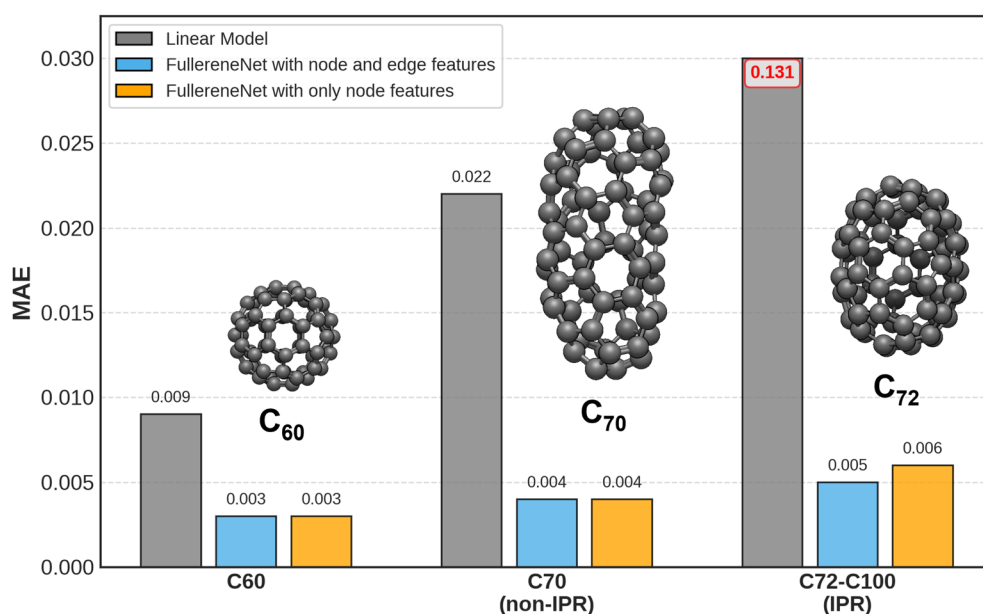 Linear Model
FullereneNet with node and edge features
FullereneNet with only node features
MAE
0.030
0.025
0.020
0.015
0.010
0.005
0.000
0.009
0.003
0.003
0.022
0.004
0.004
0.131
0.005
0.006
C₆₀
C₇₀
C₇₂
C60
C70
(non-IPR)
C72-C100
(IPR)